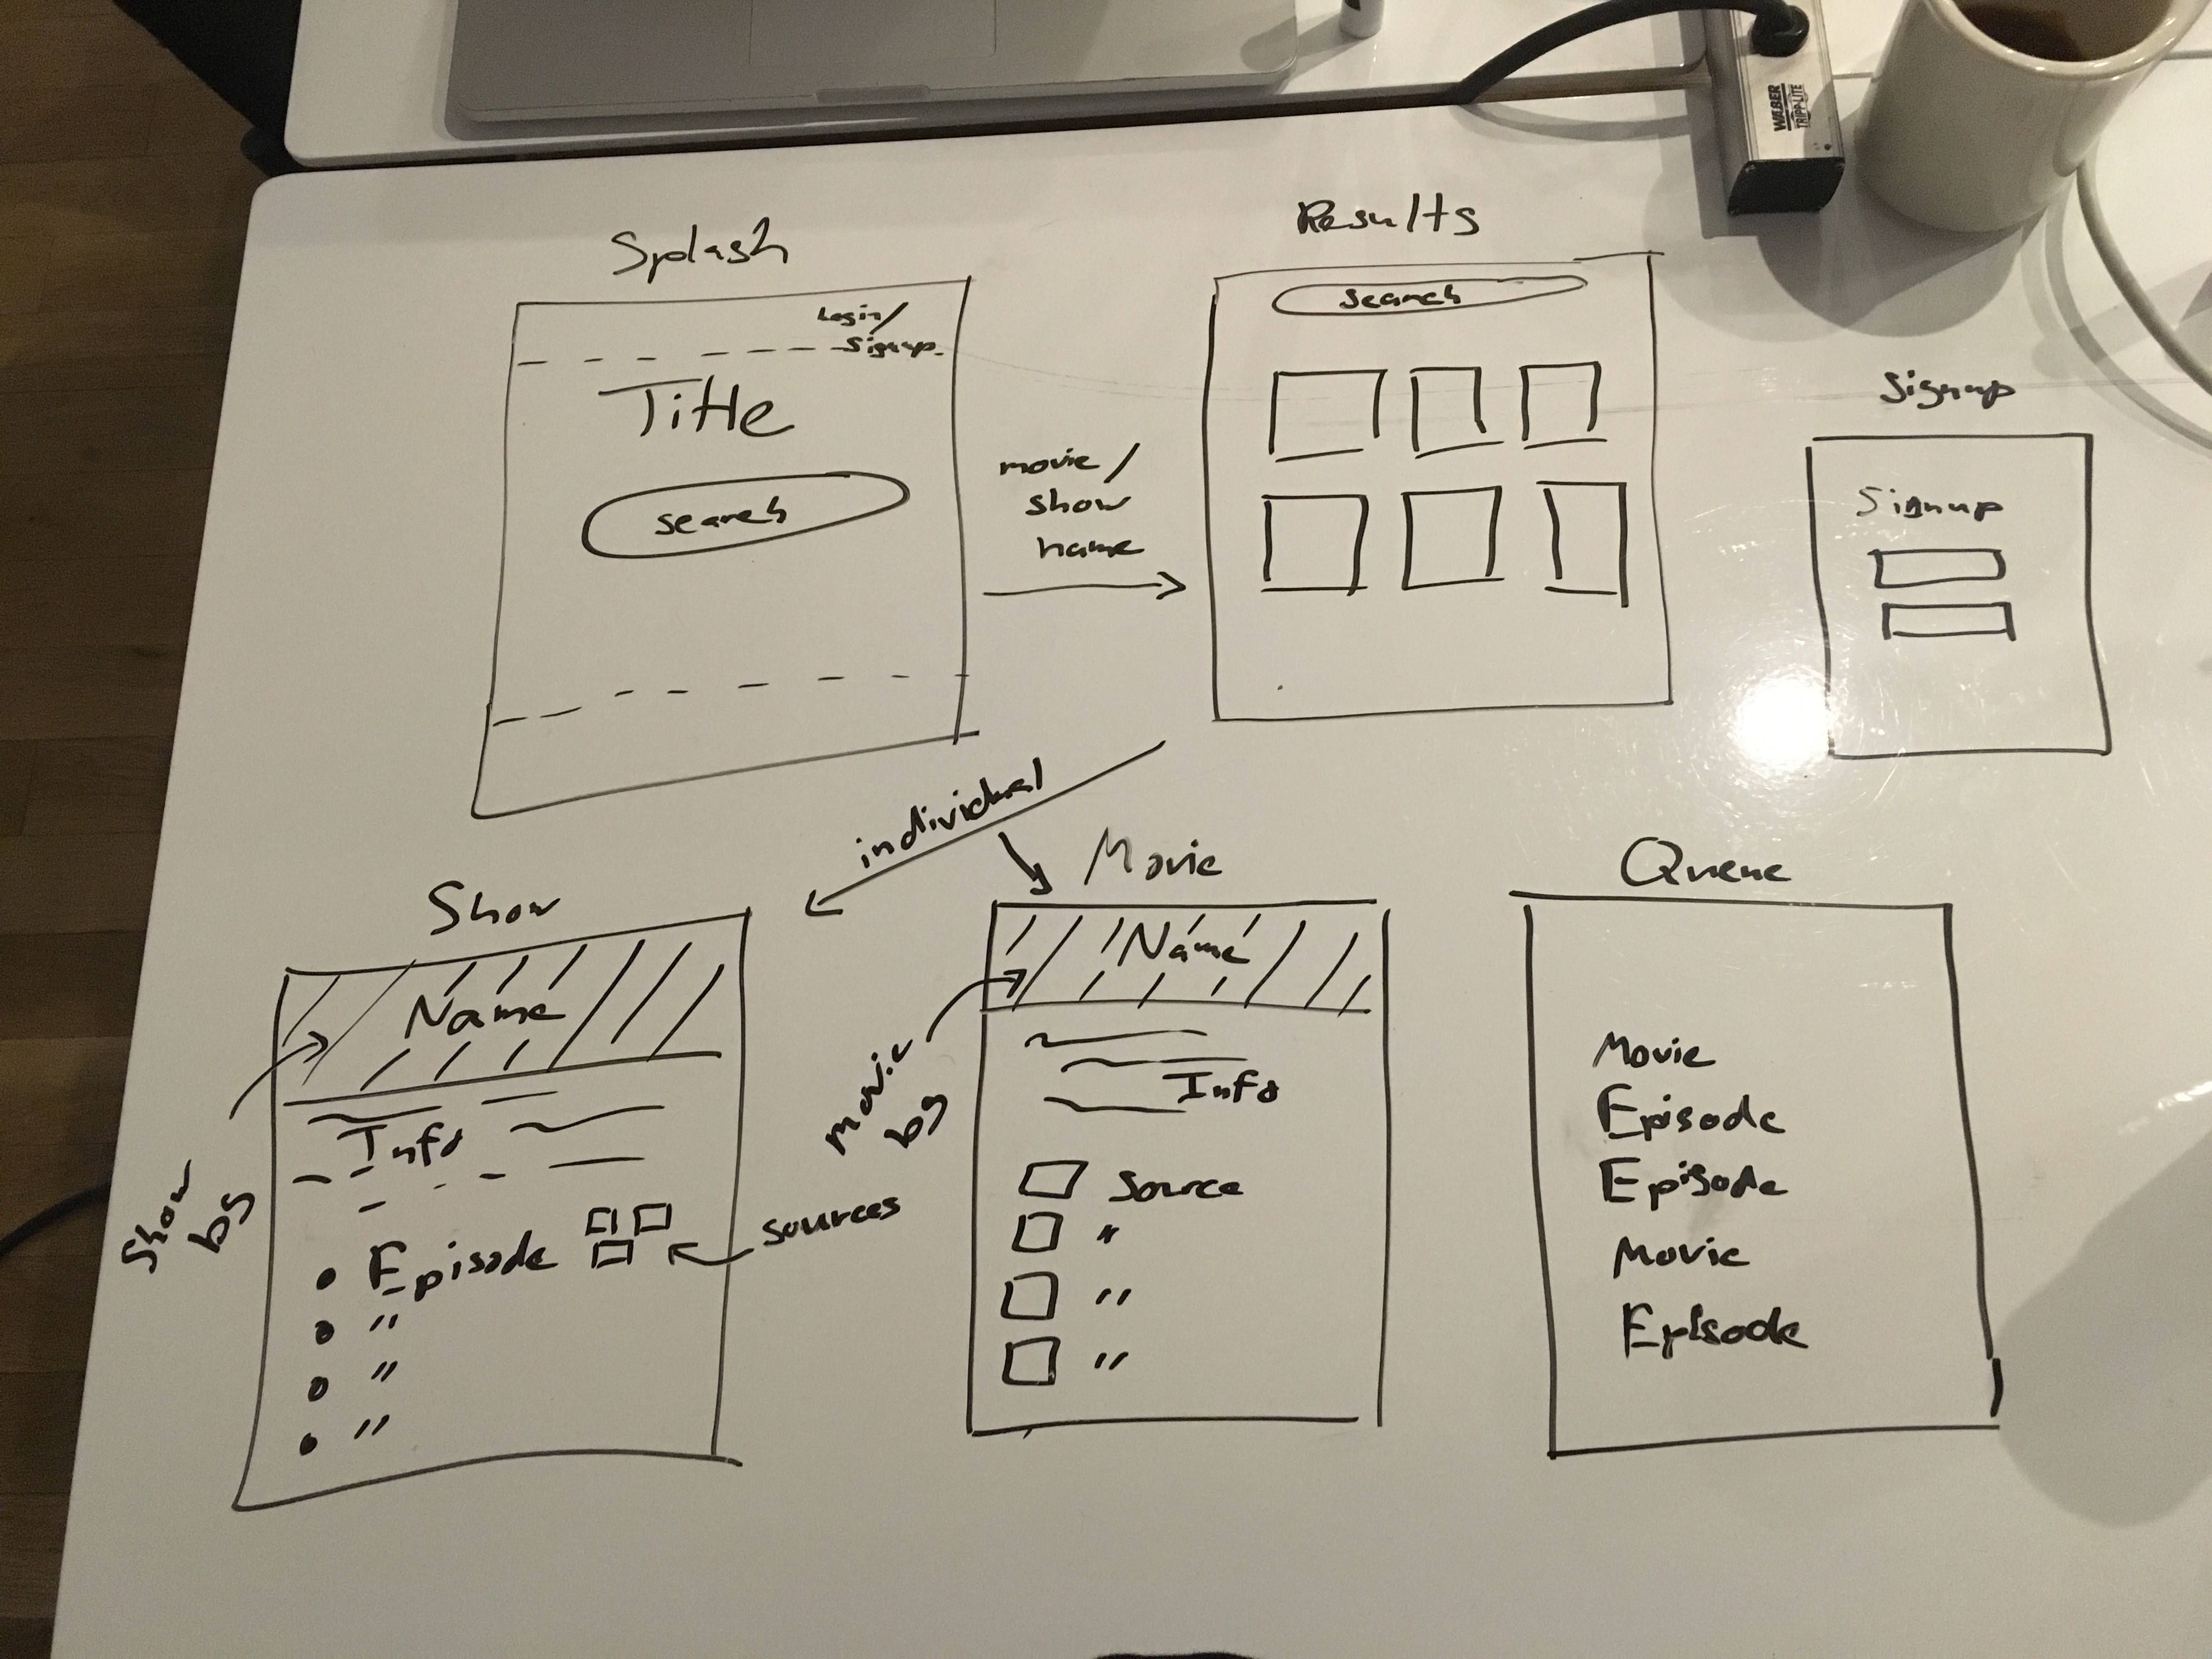 WALBER
TRIPP-LITE
Splash
Login/
Signup
Title
search
movie/
show
name
Results
search
Signup
Signup
individual
Show
Name
Show
bg
Info
Episode
sources
"
"
"
Movie
Name
movie
bg
Info
Source
"
"
"
Queue
Movie
Episode
Episode
Movie
Episode